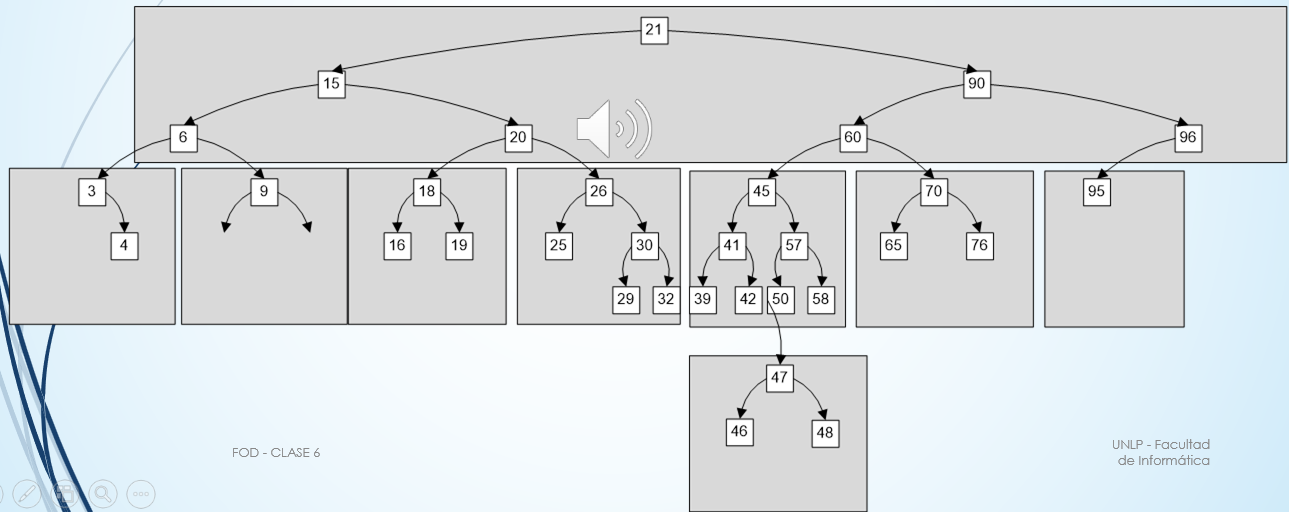 21
15 90
6 20 60 96
3 9 18 26 45 70 95
4 16 19 25 30 41 57 65 76
29 32 39 42 50 58
47
46 48
FOD - CLASE 6
UNLP - Facultad
de Informática